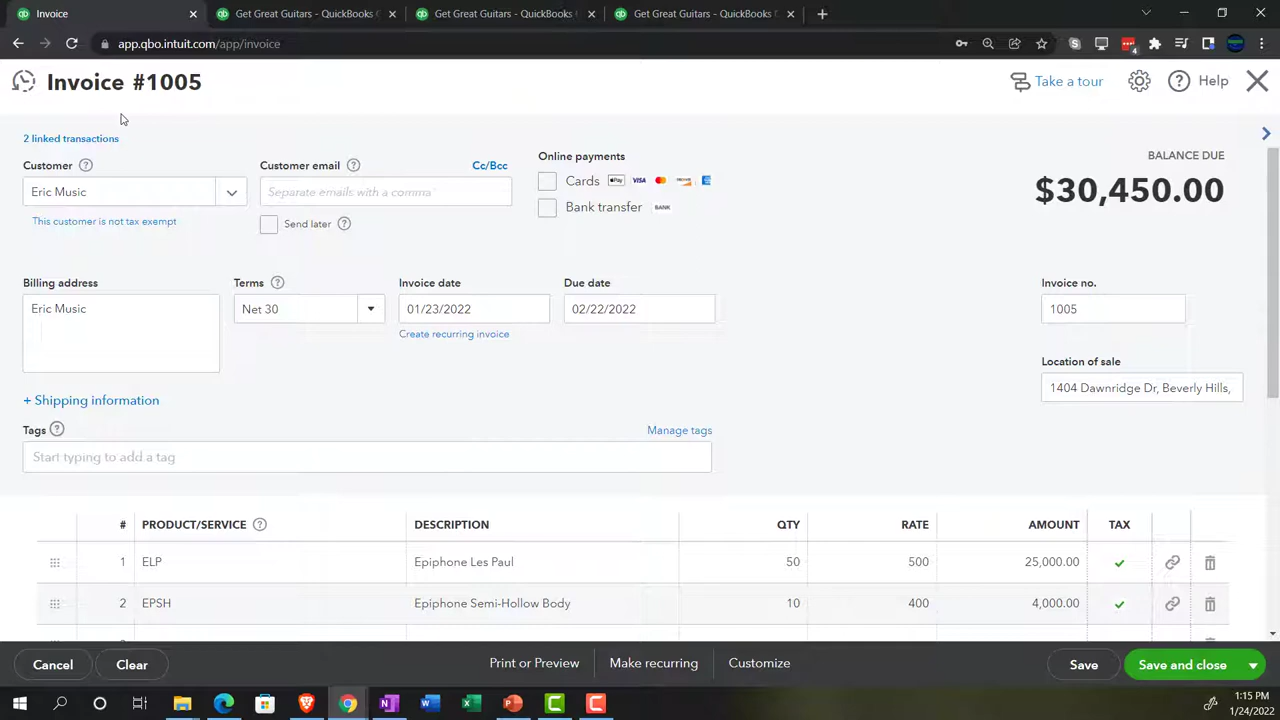 Invoice
Get Great Guitars - QuickBooks O
Get Great Guitars - QuickBooks O
Get Great Guitars - QuickBooks O
app.qbo.intuit.com/app/invoice
4
Invoice #1005
Take a tour
Help
2 linked transactions
BALANCE DUE
$30,450.00
Customer
Customer email
Cc/Bcc
Online payments
Eric Music
Separate emails with a comma
Cards
Pay
VISA
Bank transfer
BANK
This customer is not tax exempt
Send later
Billing address
Terms
Invoice date
Due date
Invoice no.
Eric Music
Net 30
01/23/2022
02/22/2022
1005
Create recurring invoice
Location of sale
1404 Dawnridge Dr, Beverly Hills,
+ Shipping information
Tags
Manage tags
Start typing to add a tag
# PRODUCT/SERVICE DESCRIPTION QTY RATE AMOUNT TAX
1 ELP Epiphone Les Paul 50 500 25,000.00
2 EPSH Epiphone Semi-Hollow Body 10 400 4,000.00
Cancel
Clear
Print or Preview
Make recurring
Customize
Save
Save and close
1:15 PM
1/24/2022